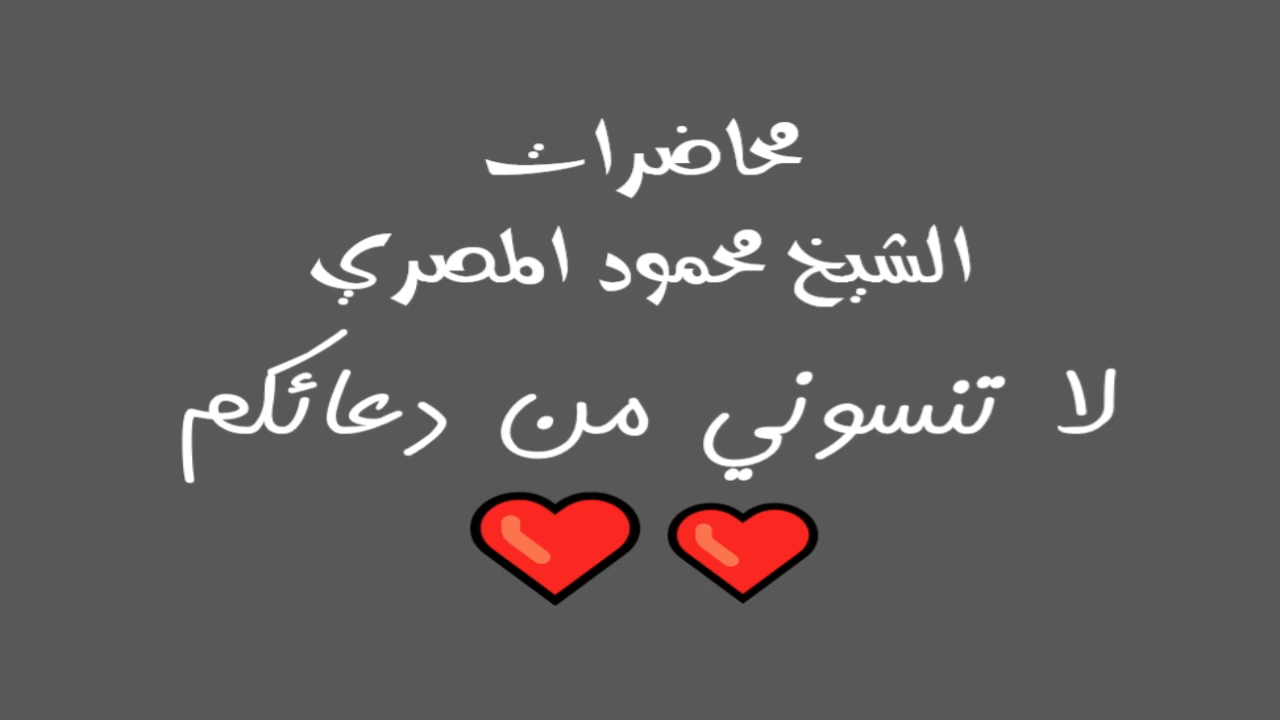 محاضرات
الشيخ محمود المصري
لا تنسوني من دعائكم